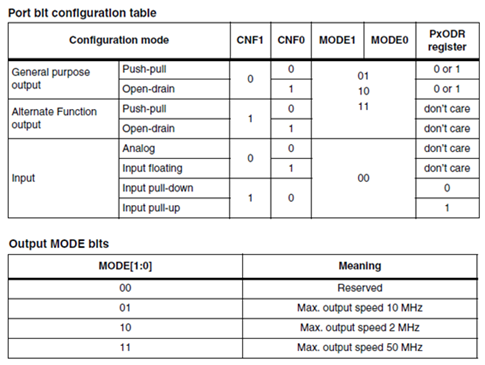 Port bit configuration table
Configuration mode CNF1 CNF0 MODE1 MODE0 PxODR register
General purpose output Push-pull 0 0 01 10 11 0 or 1
Open-drain 1 0 or 1
Alternate Function output Push-pull 1 0 don't care
Open-drain 1 don't care
Input Analog 0 0 00 don't care
Input floating 1 don't care
Input pull-down 1 0 0
Input pull-up 1
Output MODE bits
MODE[1:0] Meaning
00 Reserved
01 Max. output speed 10 MHz
10 Max. output speed 2 MHz
11 Max. output speed 50 MHz